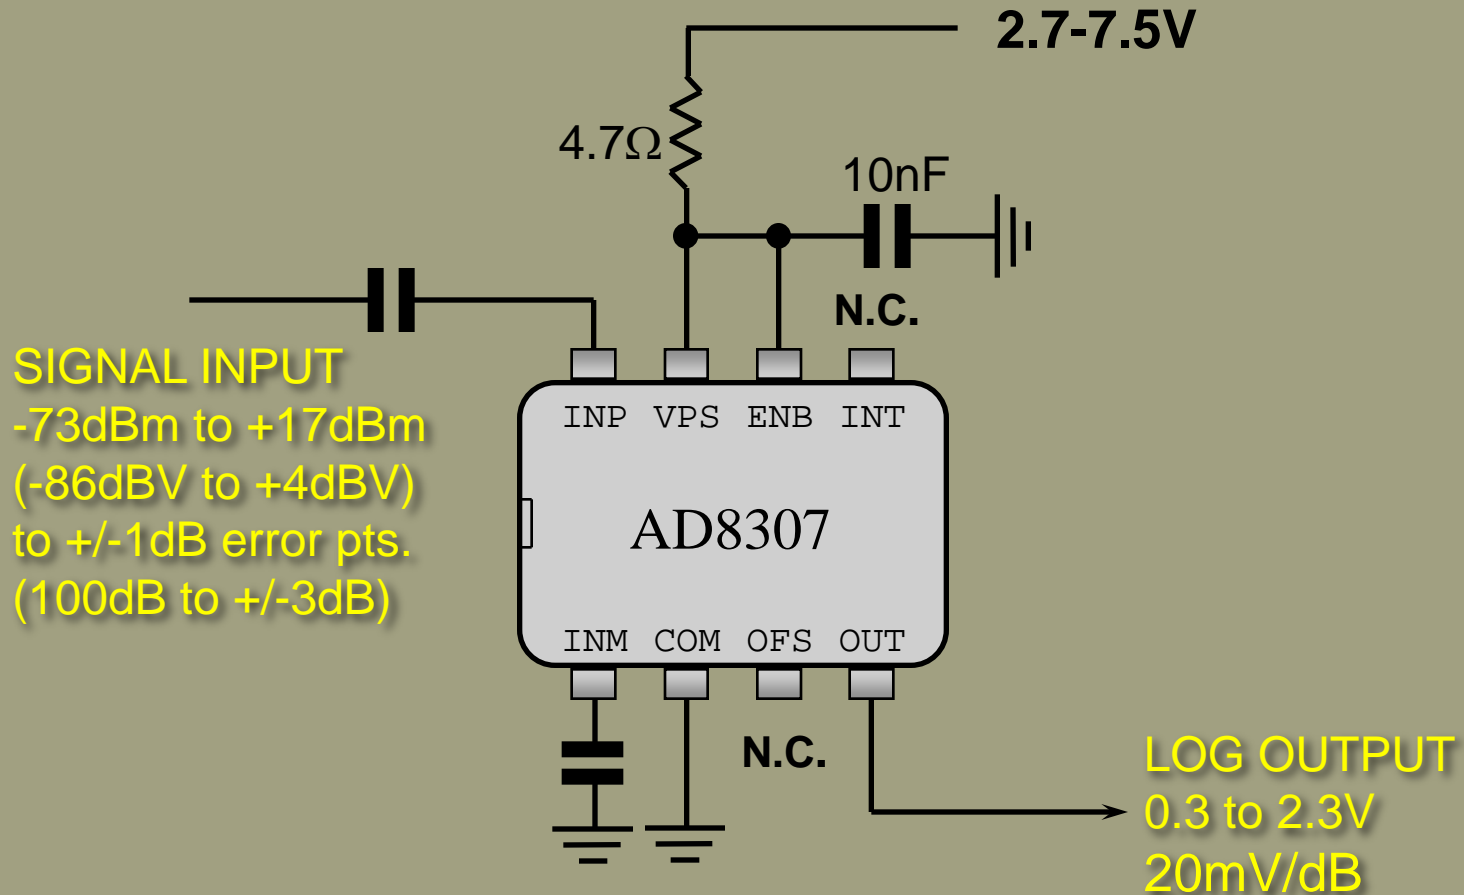 2.7-7.5V
4.7Ω
10nF
N.C.
SIGNAL INPUT
-73dBm to +17dBm
(-86dBV to +4dBV)
to +/-1dB error pts.
(100dB to +/-3dB)
INP VPS ENB INT
AD8307
INM COM OFS OUT
N.C.
LOG OUTPUT
0.3 to 2.3V
20mV/dB